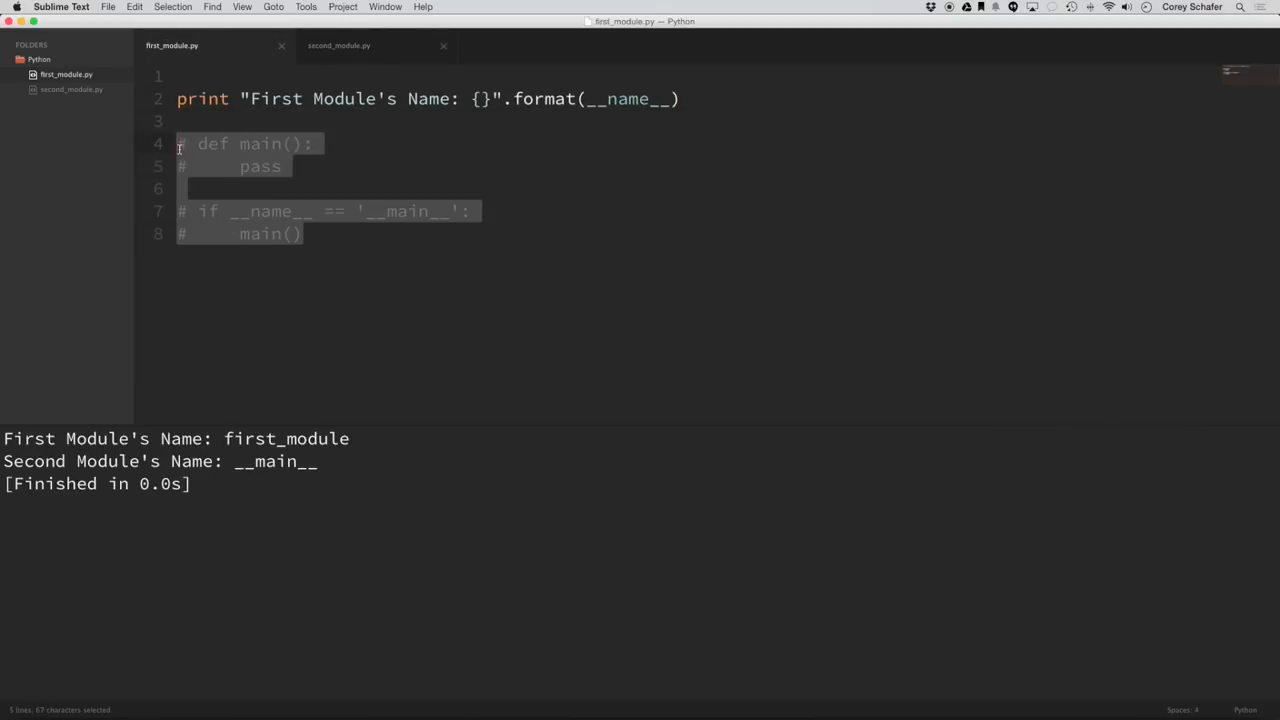 Sublime Text File Edit Selection Find View Goto Tools Project Window Help Corey Schafer
first_module.py — Python
FOLDERS
Python
first_module.py
second_module.py
first_module.py second_module.py
1
2 print "First Module's Name: {}".format(__name__)
3
4 # def main():
5 #     pass
6
7 # if __name__ == '__main__':
8 #     main()
First Module's Name: first_module
Second Module's Name: __main__
[Finished in 0.0s]
5 lines, 67 characters selected Spaces: 4 Python